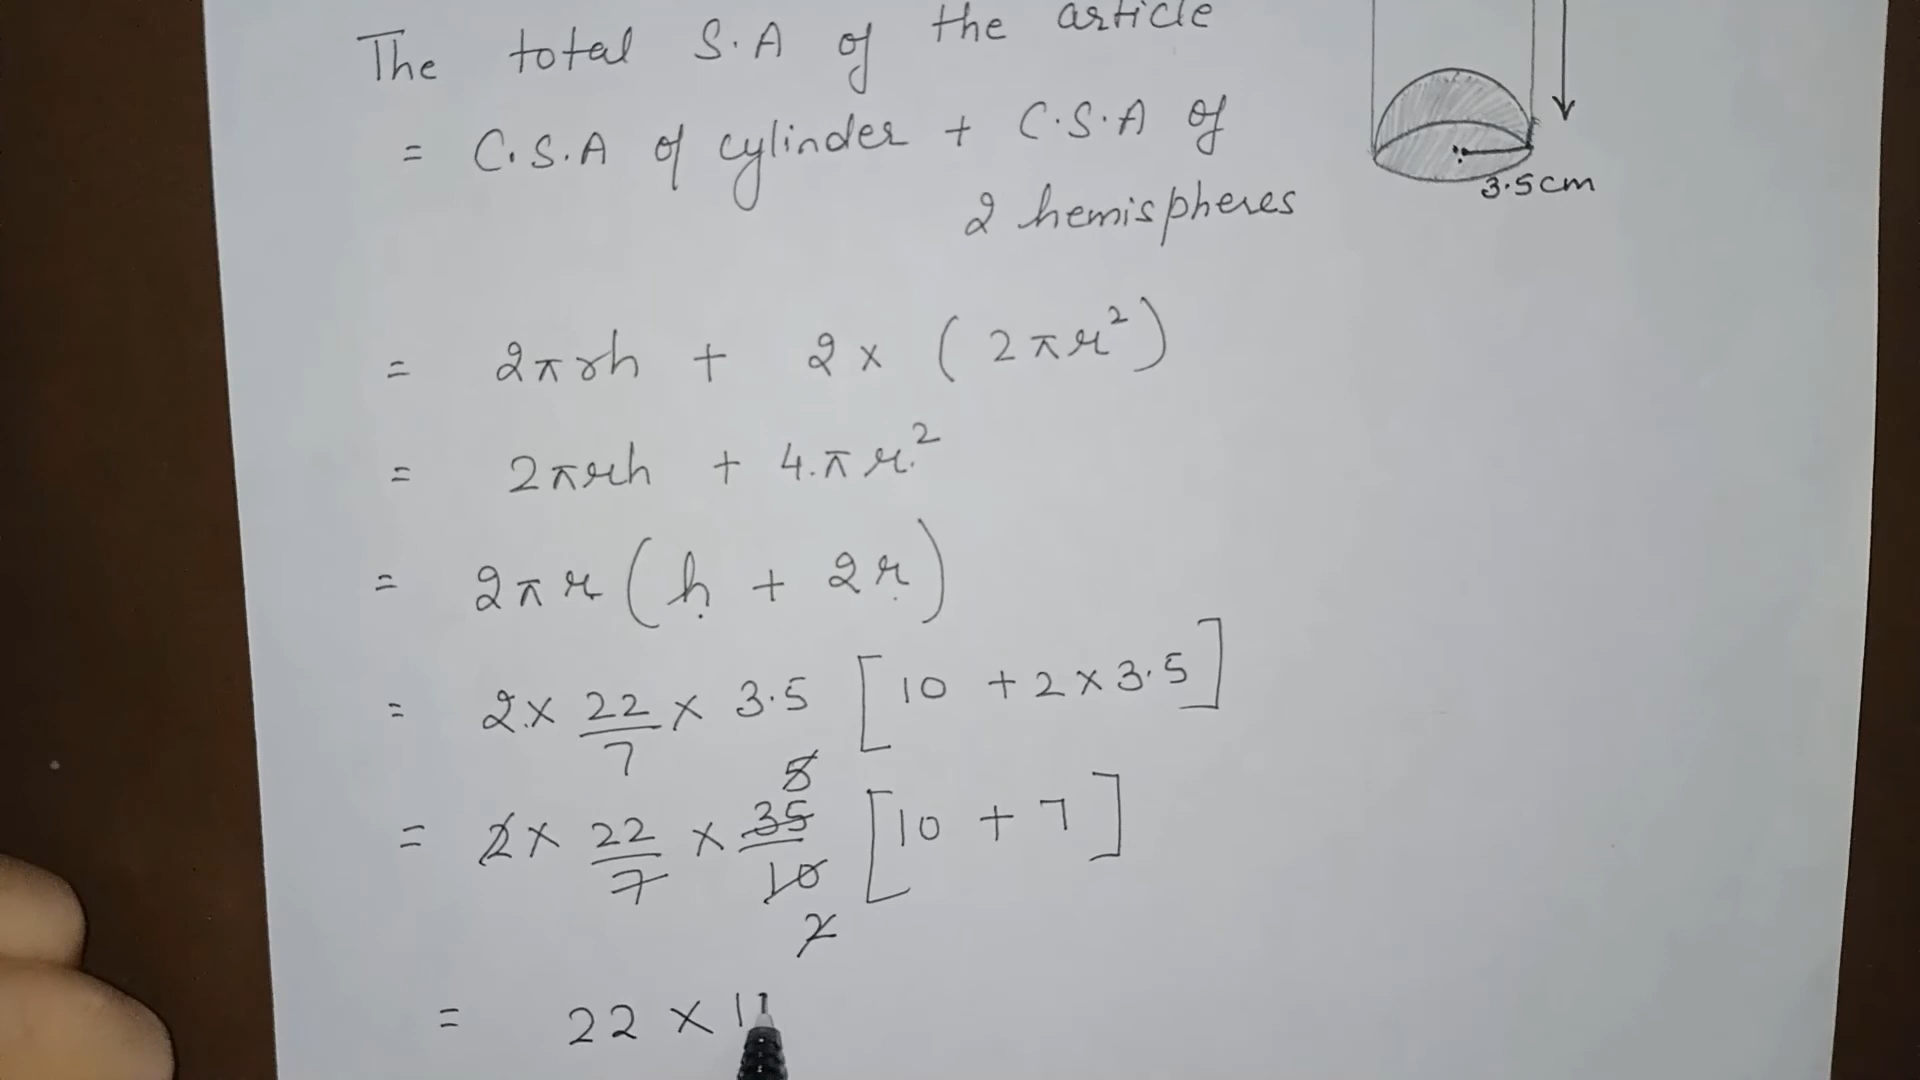 The total S.A of the article
= C.S.A of cylinder + C.S.A of
2 hemispheres
3.5cm
= 2πrh + 2 × (2πr²)
= 2πrh + 4.πr²
= 2πr(h + 2r)
= 2 × 22/7 × 3.5 [10 + 2 × 3.5]
5
= 2 × 22/7 × 35/10 [10 + 7]
2
= 22 × 1